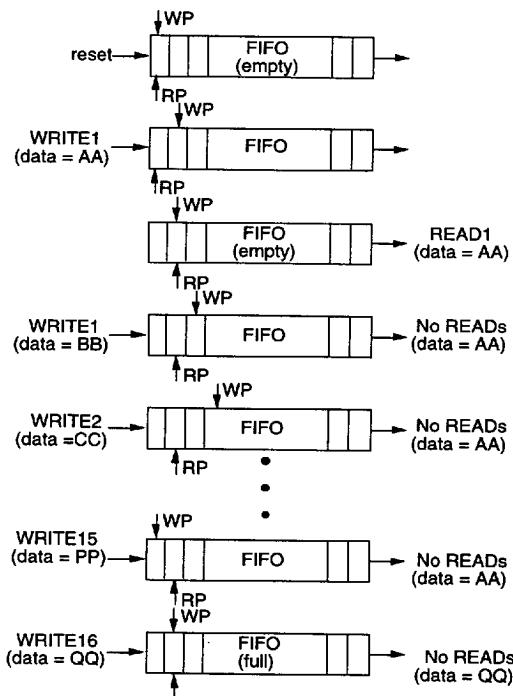 WP
reset
FIFO
(empty)
RP
WP
WRITE1
(data = AA)
FIFO
RP
WP
FIFO
(empty)
READ1
(data = AA)
RP
WP
WRITE1
(data = BB)
FIFO
No READs
(data = AA)
RP
WP
WRITE2
(data =CC)
FIFO
No READs
(data = AA)
RP
WP
WRITE15
(data = PP)
FIFO
No READs
(data = AA)
RP
WP
WRITE16
(data = QQ)
FIFO
(full)
No READs
(data = QQ)